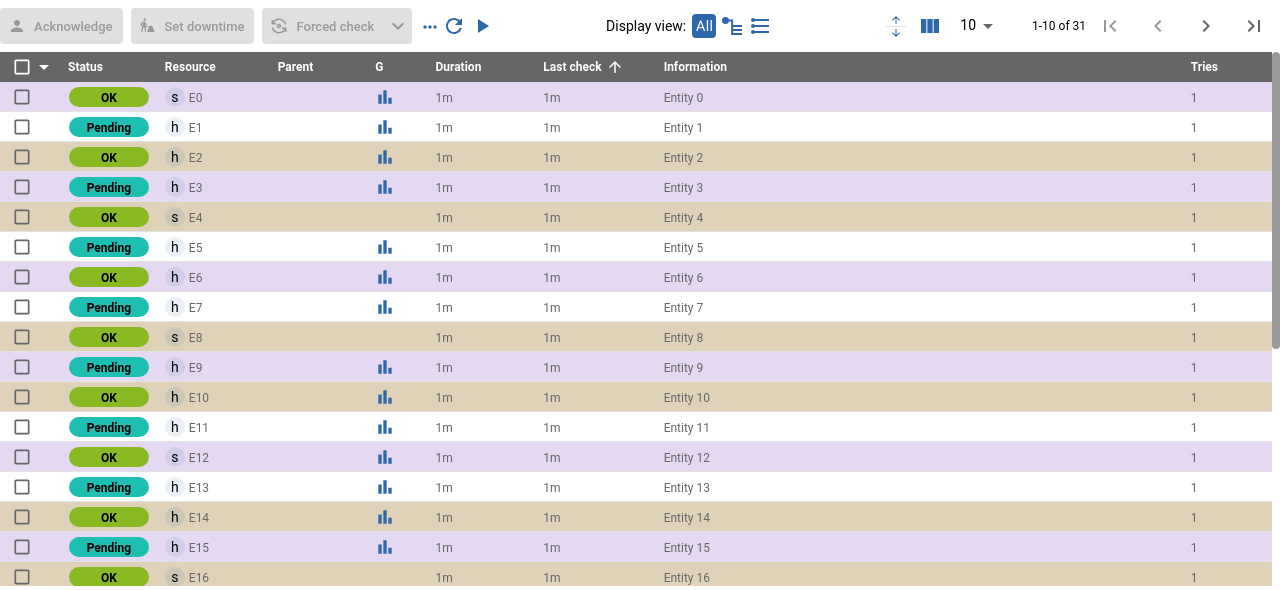 Acknowledge Set downtime Forced check Display view: All 10 1-10 of 31
Status Resource Parent G Duration Last check Information Tries
OK s E0 1m 1m Entity 0 1
Pending h E1 1m 1m Entity 1 1
OK h E2 1m 1m Entity 2 1
Pending h E3 1m 1m Entity 3 1
OK s E4 1m 1m Entity 4 1
Pending h E5 1m 1m Entity 5 1
OK h E6 1m 1m Entity 6 1
Pending h E7 1m 1m Entity 7 1
OK s E8 1m 1m Entity 8 1
Pending h E9 1m 1m Entity 9 1
OK h E10 1m 1m Entity 10 1
Pending h E11 1m 1m Entity 11 1
OK s E12 1m 1m Entity 12 1
Pending h E13 1m 1m Entity 13 1
OK h E14 1m 1m Entity 14 1
Pending h E15 1m 1m Entity 15 1
OK s E16 1m 1m Entity 16 1